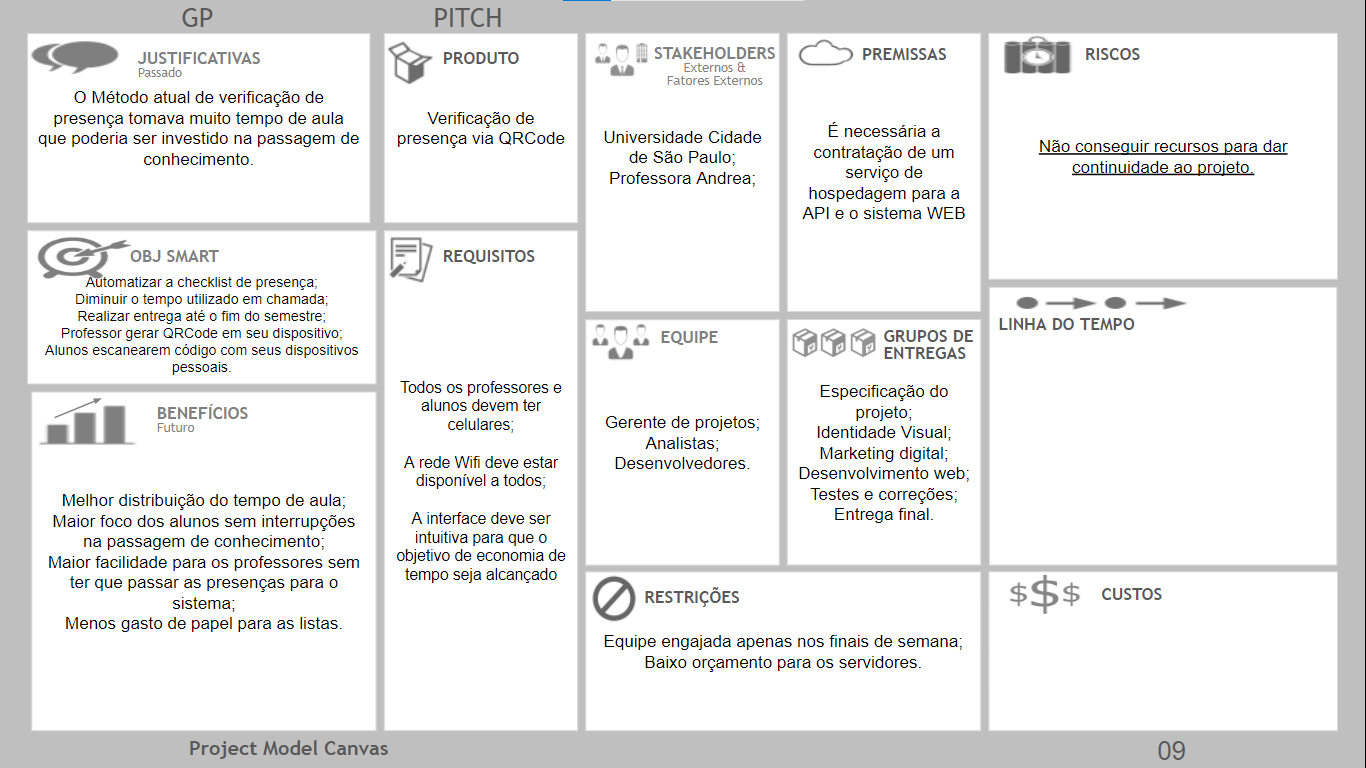 GP
PITCH
JUSTIFICATIVAS
Passado
O Método atual de verificação de
presença tomava muito tempo de aula
que poderia ser investido na passagem de
conhecimento.
OBJ SMART
Automatizar a checklist de presença;
Diminuir o tempo utilizado em chamada;
Realizar entrega até o fim do semestre;
Professor gerar QRCode em seu dispositivo;
Alunos escanearem código com seus dispositivos
pessoais.
BENEFÍCIOS
Futuro
Melhor distribuição do tempo de aula;
Maior foco dos alunos sem interrupções
na passagem de conhecimento;
Maior facilidade para os professores sem
ter que passar as presenças para o
sistema;
Menos gasto de papel para as listas.
PRODUTO
Verificação de
presença via QRCode
REQUISITOS
Todos os professores e
alunos devem ter
celulares;
A rede Wifi deve estar
disponível a todos;
A interface deve ser
intuitiva para que o
objetivo de economia de
tempo seja alcançado
STAKEHOLDERS
Externos &
Fatores Externos
Universidade Cidade
de São Paulo;
Professora Andrea;
EQUIPE
Gerente de projetos;
Analistas;
Desenvolvedores.
PREMISSAS
É necessária a
contratação de um
serviço de
hospedagem para a
API e o sistema WEB
GRUPOS DE
ENTREGAS
Especificação do
projeto;
Identidade Visual;
Marketing digital;
Desenvolvimento web;
Testes e correções;
Entrega final.
RESTRIÇÕES
Equipe engajada apenas nos finais de semana;
Baixo orçamento para os servidores.
RISCOS
Não conseguir recursos para dar
continuidade ao projeto.
LINHA DO TEMPO
$$$ CUSTOS
Project Model Canvas
09